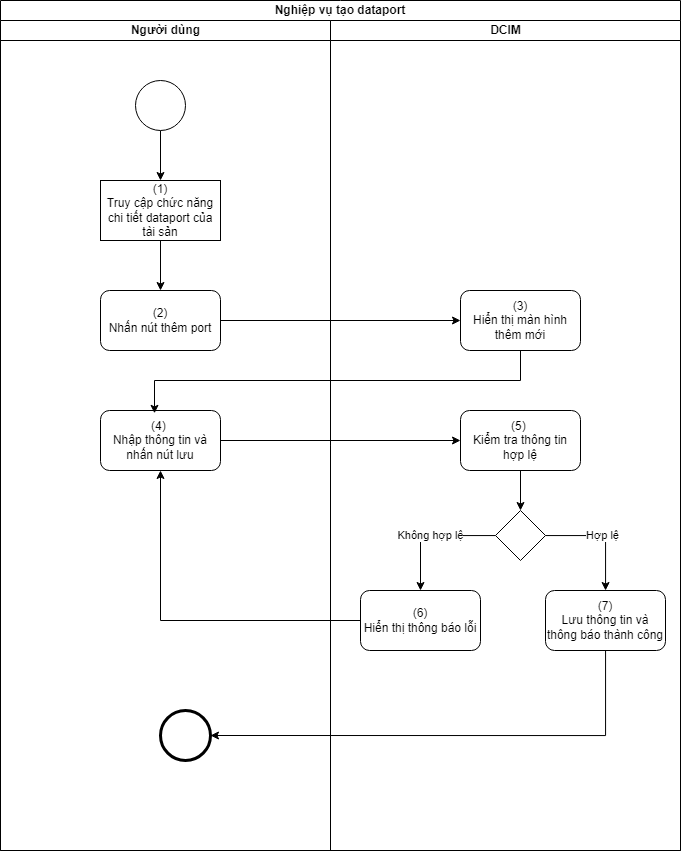 Nghiệp vụ tạo dataport
Người dùng
DCIM
(1)
Truy cập chức năng
chi tiết dataport của
tài sản
(2)
Nhấn nút thêm port
(3)
Hiển thị màn hình
thêm mới
(4)
Nhập thông tin và
nhấn nút lưu
(5)
Kiểm tra thông tin
hợp lệ
Không hợp lệ
Hợp lệ
(6)
Hiển thị thông báo lỗi
(7)
Lưu thông tin và
thông báo thành công